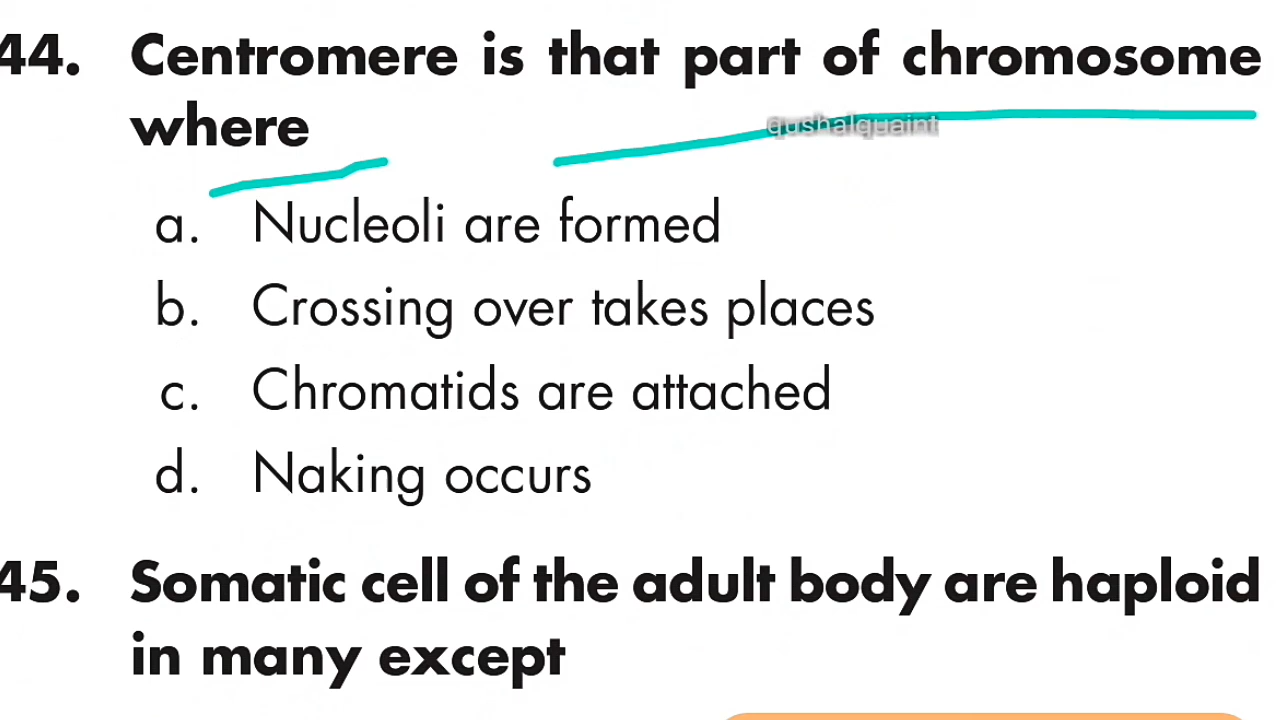 44. Centromere is that part of chromosome
where
qushalquaint
a. Nucleoli are formed
b. Crossing over takes places
c. Chromatids are attached
d. Naking occurs
45. Somatic cell of the adult body are haploid
in many except